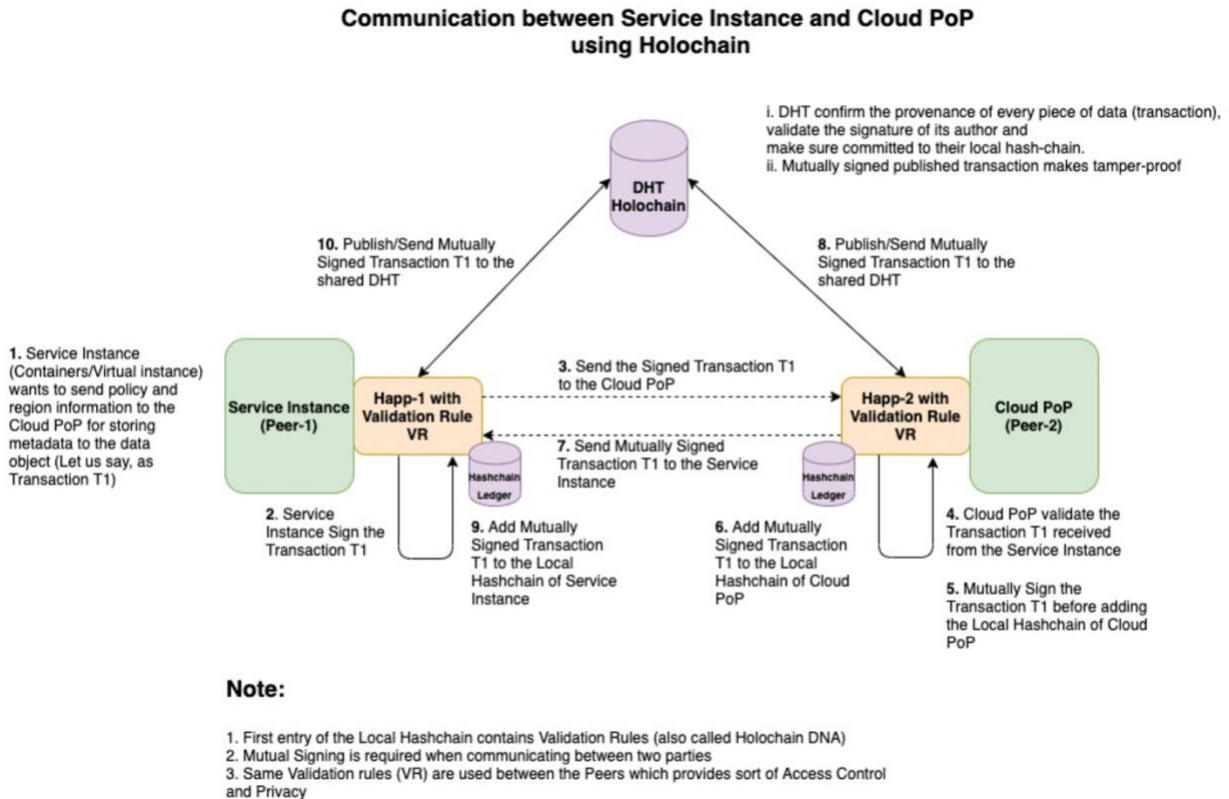 Communication between Service Instance and Cloud PoP
using Holochain
i. DHT confirm the provenance of every piece of data (transaction),
validate the signature of its author and
make sure committed to their local hash-chain.
ii. Mutually signed published transaction makes tamper-proof
DHT
Holochain
10. Publish/Send Mutually
Signed Transaction T1 to the
shared DHT
8. Publish/Send Mutually
Signed Transaction T1 to the
shared DHT
1. Service Instance
(Containers/Virtual instance)
wants to send policy and
region information to the
Cloud PoP for storing
metadata to the data
object (Let us say, as
Transaction T1)
Service Instance
(Peer-1)
Happ-1 with
Validation Rule
VR
3. Send the Signed Transaction T1
to the Cloud PoP
7. Send Mutually Signed
Transaction T1 to the Service
Instance
Happ-2 with
Validation Rule
VR
Cloud PoP
(Peer-2)
Hashchain
Ledger
Hashchain
Ledger
2. Service
Instance Sign the
Transaction T1
9. Add Mutually
Signed Transaction
T1 to the Local
Hashchain of Service
Instance
6. Add Mutually
Signed Transaction
T1 to the Local
Hashchain of Cloud
PoP
4. Cloud PoP validate the
Transaction T1 received
from the Service Instance
5. Mutually Sign the
Transaction T1 before adding
the Local Hashchain of Cloud
PoP
Note:
1. First entry of the Local Hashchain contains Validation Rules (also called Holochain DNA)
2. Mutual Signing is required when communicating between two parties
3. Same Validation rules (VR) are used between the Peers which provides sort of Access Control
and Privacy